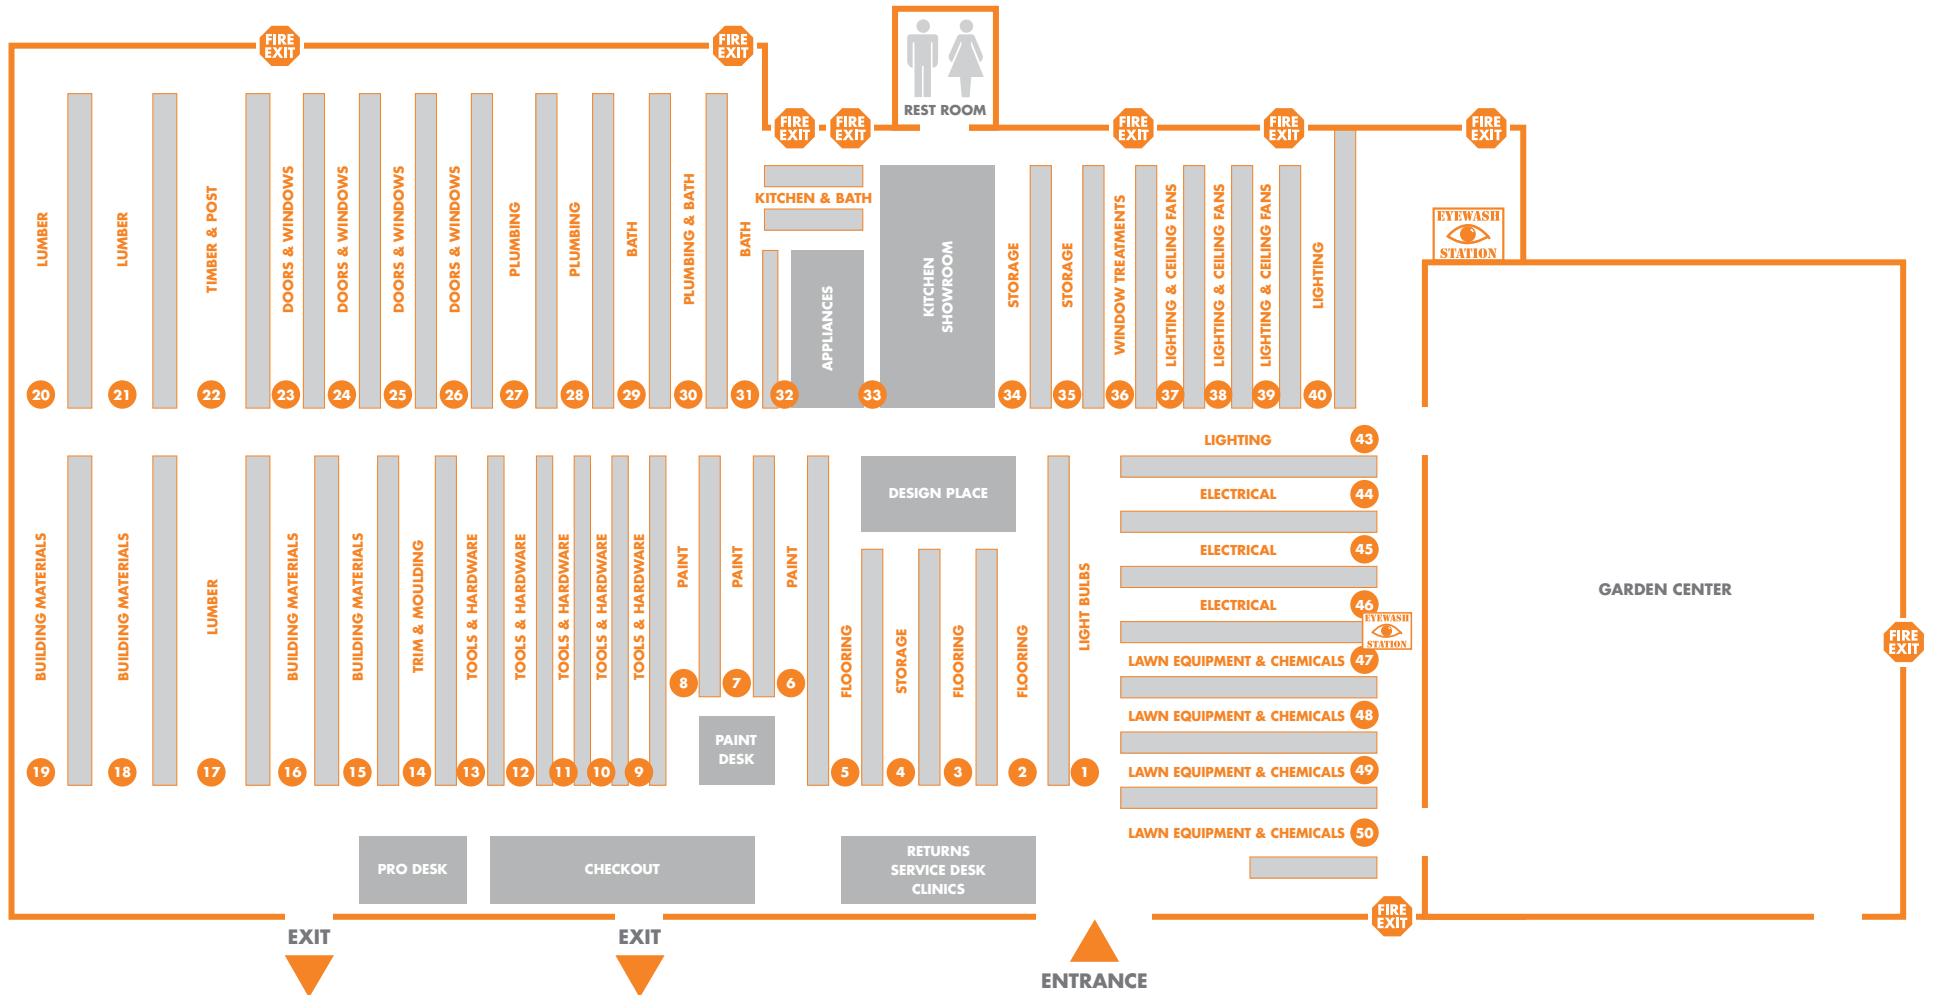 FIRE
EXIT
FIRE
EXIT
REST ROOM
FIRE
EXIT
FIRE
EXIT
FIRE
EXIT
FIRE
EXIT
FIRE
EXIT
LUMBER
LUMBER
TIMBER & POST
DOORS & WINDOWS
DOORS & WINDOWS
DOORS & WINDOWS
DOORS & WINDOWS
PLUMBING
PLUMBING
BATH
PLUMBING & BATH
BATH
KITCHEN & BATH
APPLIANCES
KITCHEN
SHOWROOM
STORAGE
STORAGE
WINDOW TREATMENTS
LIGHTING & CEILING FANS
LIGHTING & CEILING FANS
LIGHTING & CEILING FANS
LIGHTING
EYEWASH
STATION
20
21
22
23
24
25
26
27
28
29
30
31
32
33
34
35
36
37
38
39
40
LIGHTING 43
ELECTRICAL 44
ELECTRICAL 45
ELECTRICAL 46
EYEWASH
STATION
LAWN EQUIPMENT & CHEMICALS 47
LAWN EQUIPMENT & CHEMICALS 48
LAWN EQUIPMENT & CHEMICALS 49
LAWN EQUIPMENT & CHEMICALS 50
GARDEN CENTER
FIRE
EXIT
DESIGN PLACE
BUILDING MATERIALS
BUILDING MATERIALS
LUMBER
BUILDING MATERIALS
BUILDING MATERIALS
TRIM & MOULDING
TOOLS & HARDWARE
TOOLS & HARDWARE
TOOLS & HARDWARE
TOOLS & HARDWARE
TOOLS & HARDWARE
PAINT
PAINT
PAINT
FLOORING
STORAGE
FLOORING
FLOORING
LIGHT BULBS
8
7
6
PAINT
DESK
19
18
17
16
15
14
13
12
11
10
9
5
4
3
2
1
PRO DESK
CHECKOUT
RETURNS
SERVICE DESK
CLINICS
FIRE
EXIT
EXIT
EXIT
ENTRANCE